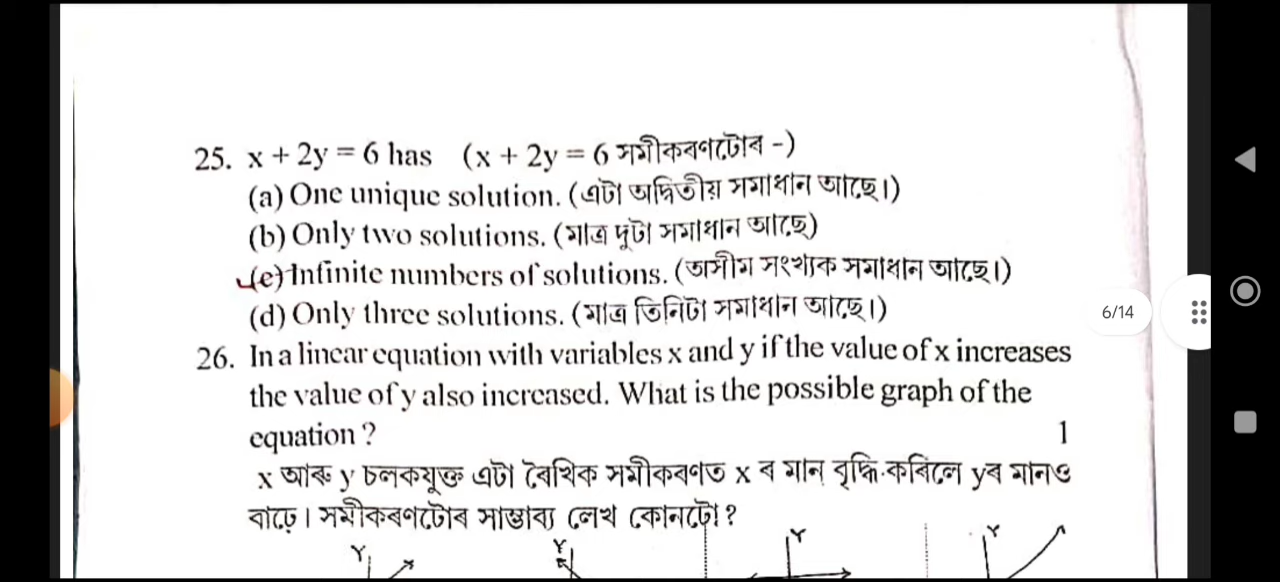 25. x + 2y = 6 has (x + 2y = 6 সমীকৰণটোৰ -)
(a) One unique solution. (এটা অদ্বিতীয় সমাধান আছে।)
(b) Only two solutions. (মাত্ৰ দুটা সমাধান আছে)
(c) Infinite numbers of solutions. (অসীম সংখ্যক সমাধান আছে।)
(d) Only three solutions. (মাত্ৰ তিনিটা সমাধান আছে।)
6/14
26. In a linear equation with variables x and y if the value of x increases
the value of y also increased. What is the possible graph of the
equation ? 1
x আৰু y চলকযুক্ত এটা ৰৈখিক সমীকৰণত x ৰ মান বৃদ্ধি কৰিলে yৰ মানও
বাঢ়ে। সমীকৰণটোৰ সাম্ভাব্য লেখ কোনটো ?
Y Y Y Y